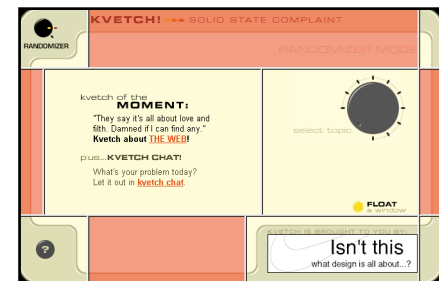 KVETCH! SOLID STATE COMPLAINT
RANDOMIZER
RANDOMIZER MODE
kvetch of the
MOMENT:
"They say it's all about love and
filth. Damned if I can find any."
Kvetch about THE WEB!
plus...KVETCH CHAT!
What's your problem today?
Let it out in kvetch chat.
select topic
FLOAT
a window
?
KVETCH IS BROUGHT TO YOU BY:
Isn't this
what design is all about...?